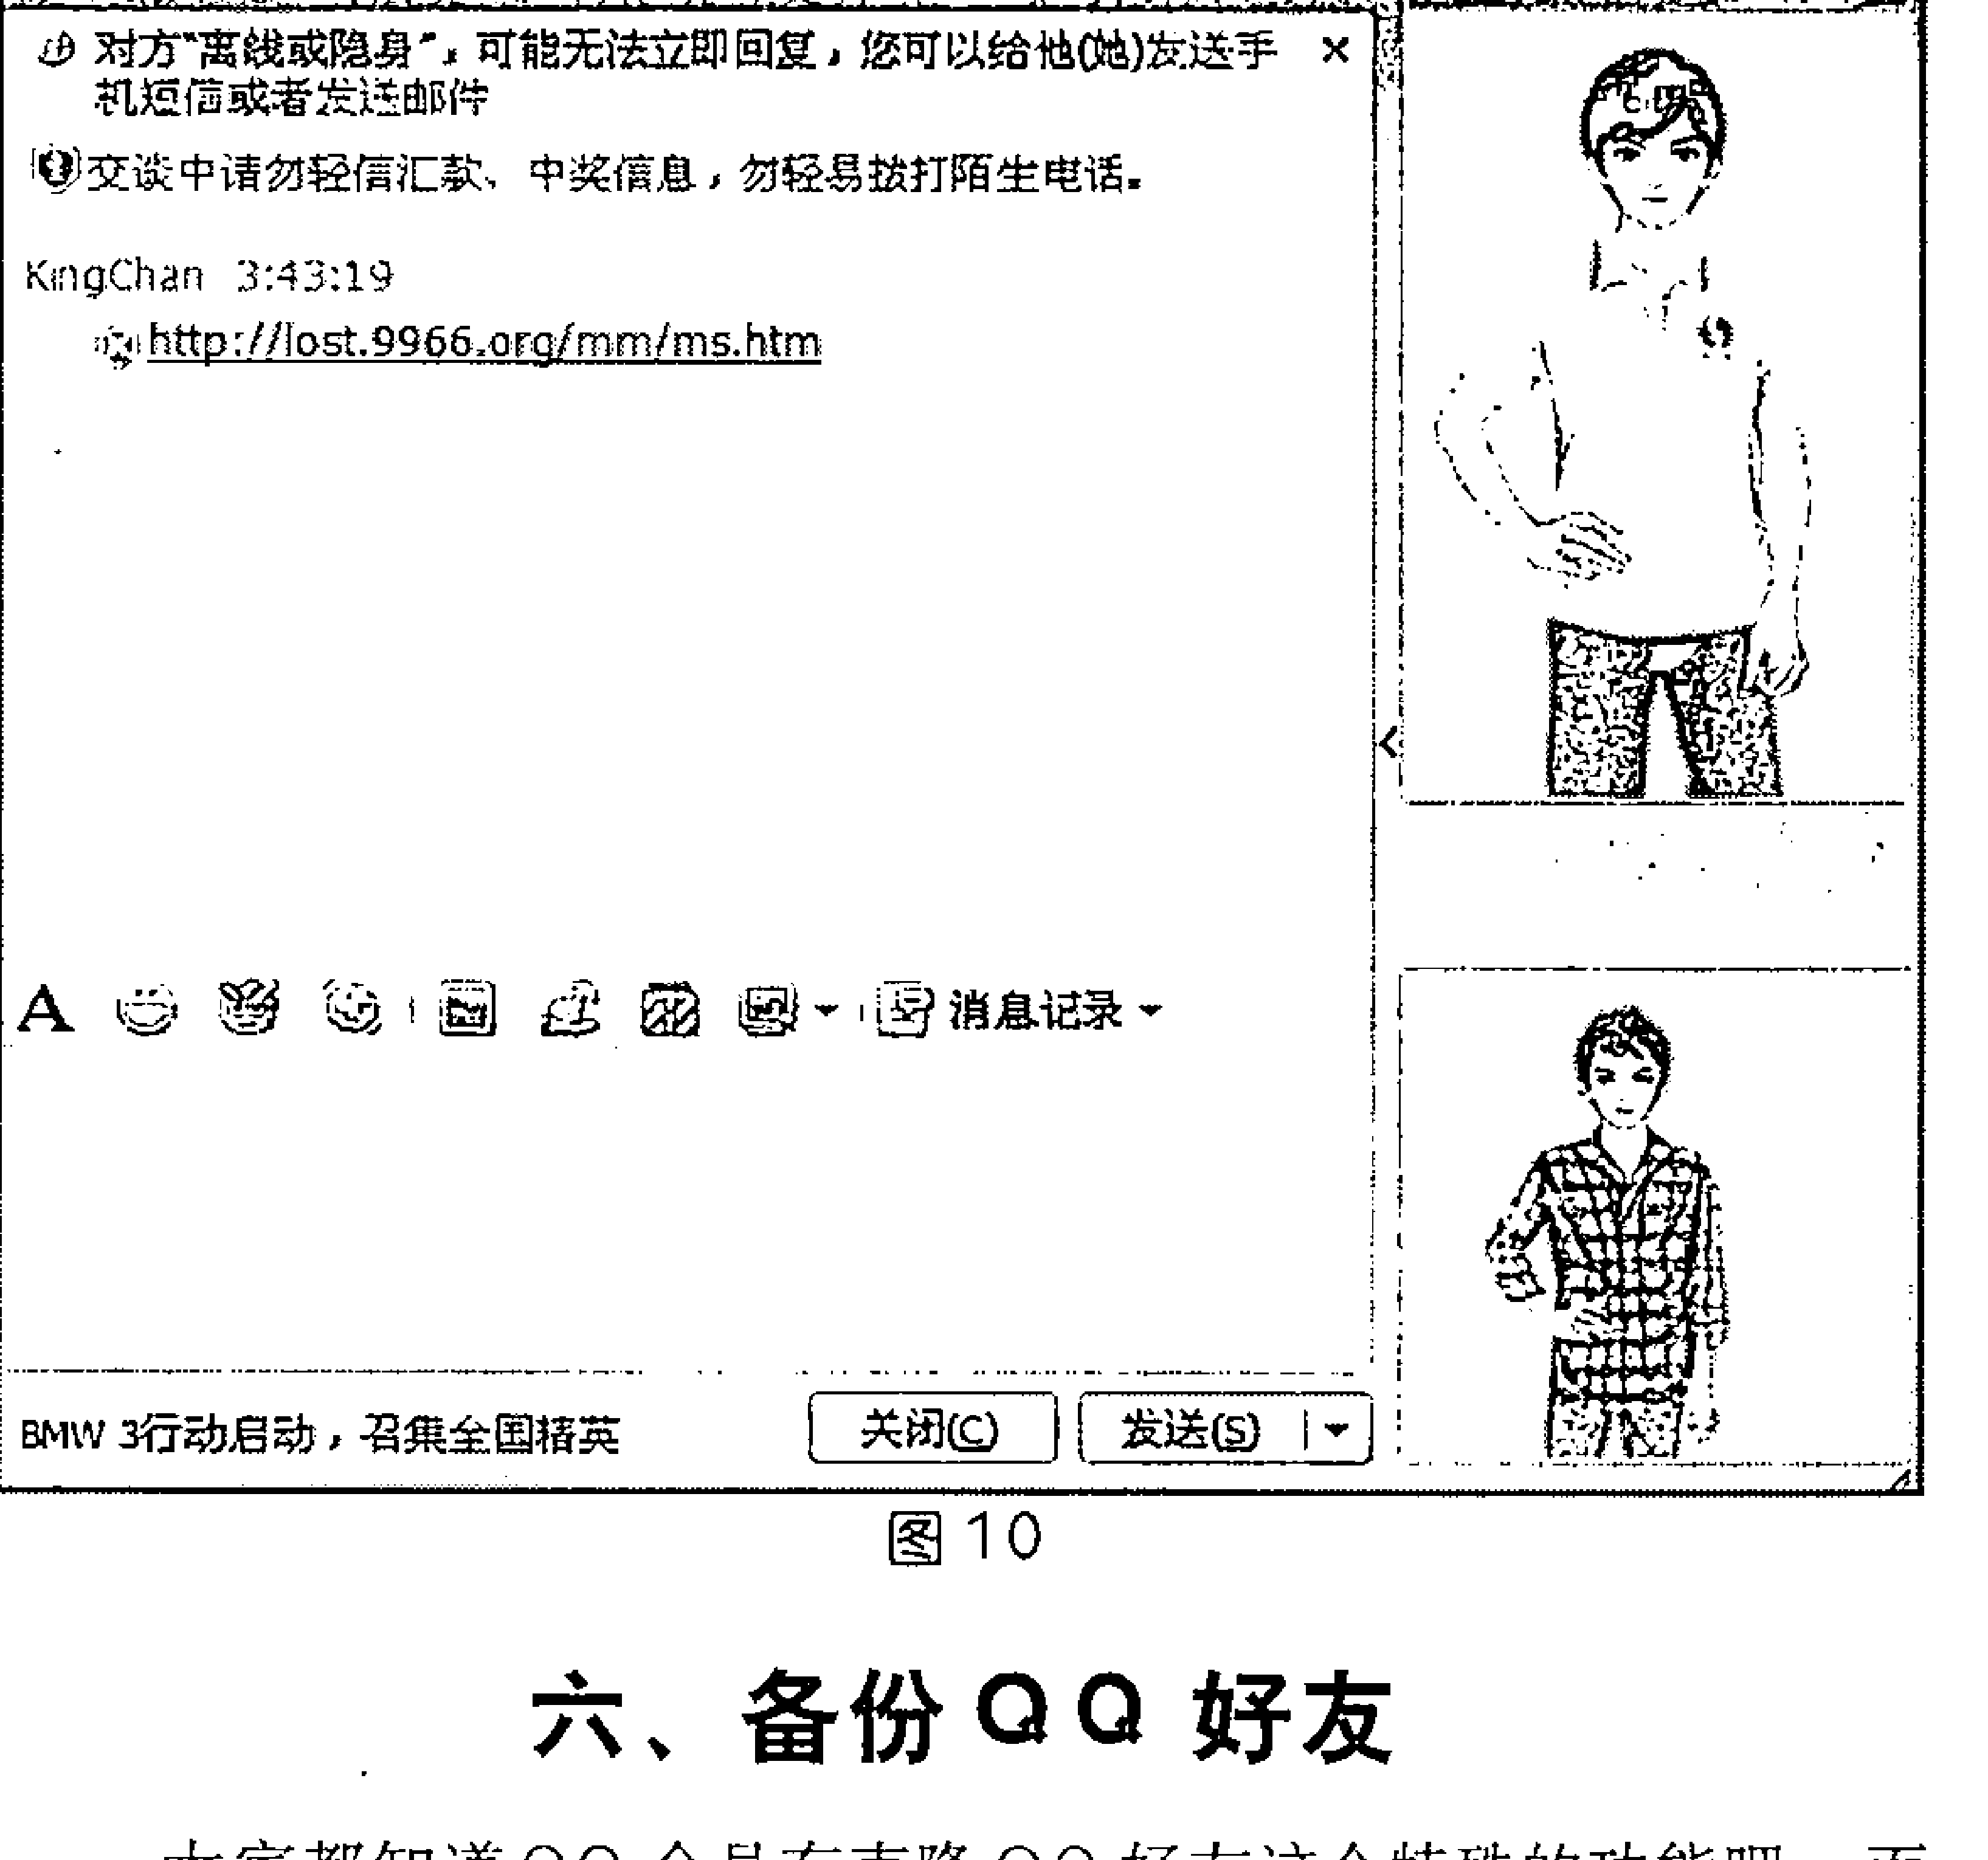 对方"离线或隐身"，可能无法立即回复，您可以给他(她)发送手
机短信或者发送邮件
交谈中请勿轻信汇款、中奖信息，勿轻易拨打陌生电话。
KingChan 3:43:19
http://lost.9966.org/mm/ms.htm
A 消息记录
BMW 3行动启动，召集全国精英 关闭(C) 发送(S)
图 10
六、备份QQ 好友